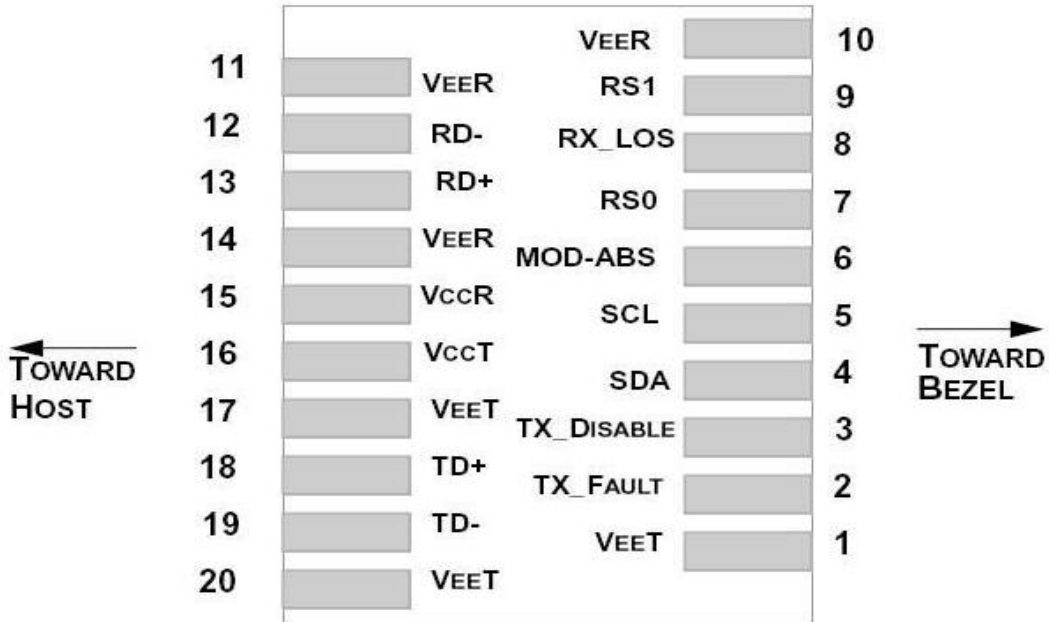 VEER 10
11 VEER
RS1 9
12 RD-
RX_LOS 8
13 RD+
RS0 7
14 VEER
MOD-ABS 6
15 VCCR
SCL 5
16 VCCT
SDA 4
TOWARD
HOST
TOWARD
BEZEL
17 VEET
TX_DISABLE 3
18 TD+
TX_FAULT 2
19 TD-
VEET 1
20 VEET